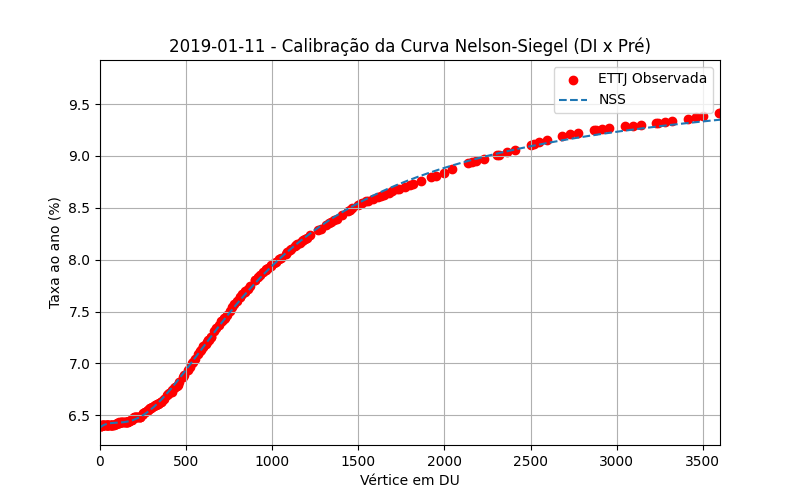 2019-01-11 - Calibração da Curva Nelson-Siegel (DI x Pré)
ETTJ Observada
NSS
Taxa ao ano (%)
9.5
9.0
8.5
8.0
7.5
7.0
6.5
0 500 1000 1500 2000 2500 3000 3500
Vértice em DU